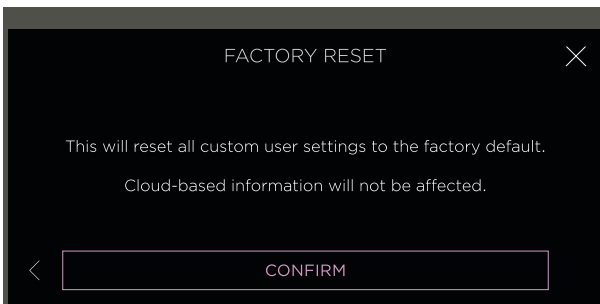 FACTORY RESET
This will reset all custom user settings to the factory default.
Cloud-based information will not be affected.
CONFIRM